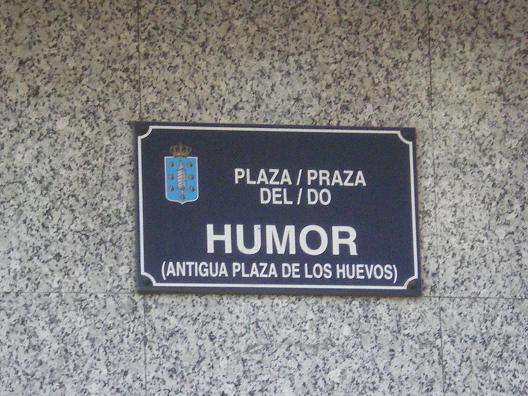 PLAZA / PRAZA
DEL / DO
HUMOR
(ANTIGUA PLAZA DE LOS HUEVOS)